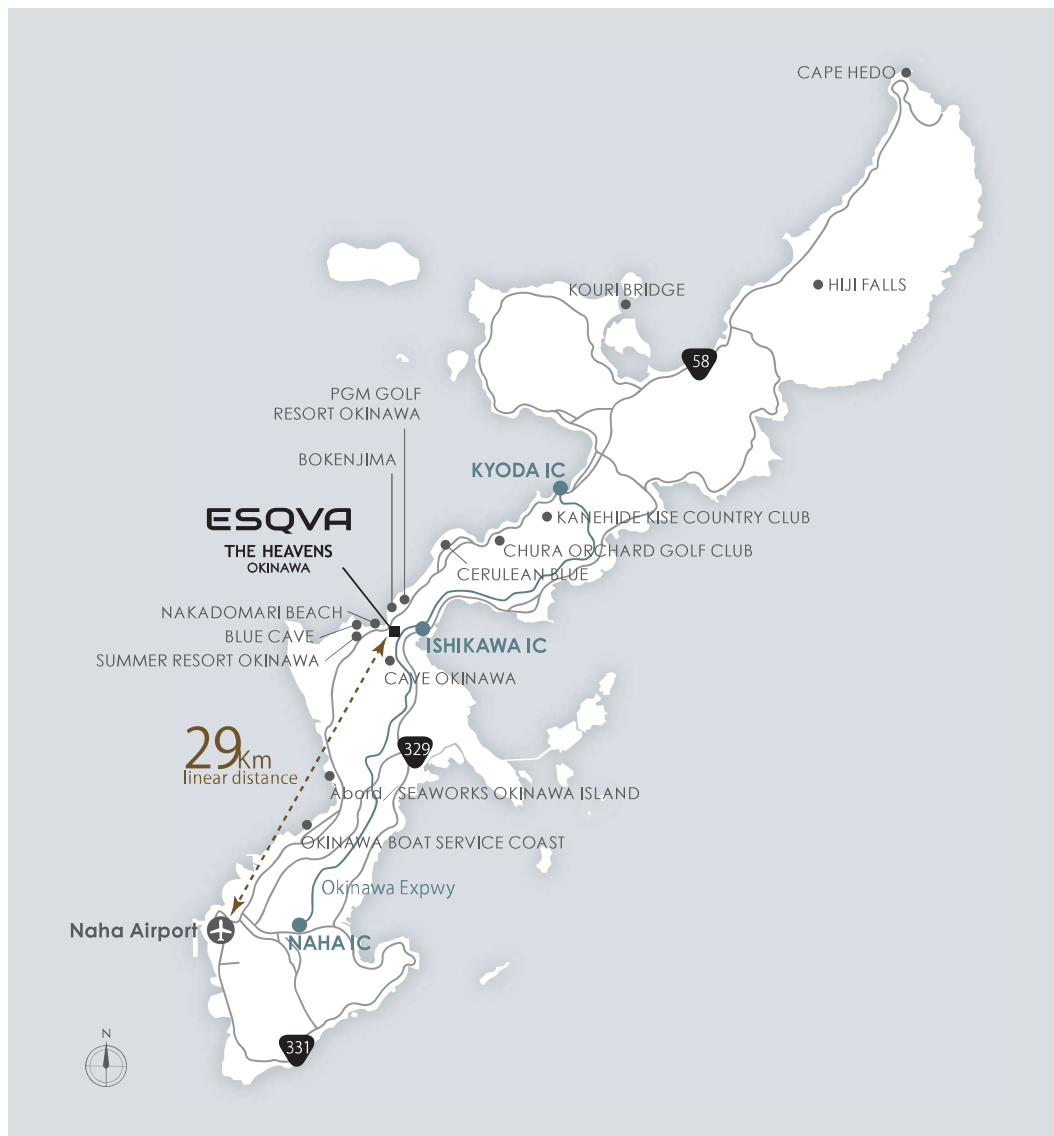 CAPE HEDO
HIJI FALLS
KOURI BRIDGE
58
PGM GOLF
RESORT OKINAWA
BOKENJIMA
KYODA IC
ESQVA
THE HEAVENS
OKINAWA
KANEHIDE KISE COUNTRY CLUB
CHURA ORCHARD GOLF CLUB
CERULEAN BLUE
NAKADOMARI BEACH
BLUE CAVE
SUMMER RESORT OKINAWA
ISHIKAWA IC
CAVE OKINAWA
29Km
linear distance
329
Abord／SEAWORKS OKINAWA ISLAND
OKINAWA BOAT SERVICE COAST
Okinawa Expwy
Naha Airport
NAHA IC
N
331